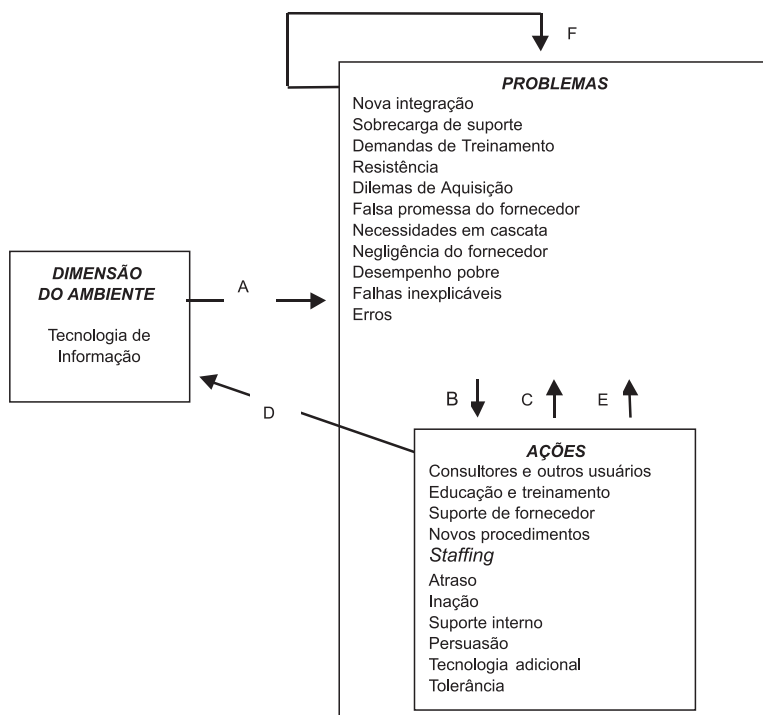 F
PROBLEMAS
Nova integração
Sobrecarga de suporte
Demandas de Treinamento
Resistência
Dilemas de Aquisição
Falsa promessa do fornecedor
Necessidades em cascata
Negligência do fornecedor
Desempenho pobre
Falhas inexplicáveis
Erros
DIMENSÃO
DO AMBIENTE
Tecnologia de
Informação
A
D
B
C
E
AÇÕES
Consultores e outros usuários
Educação e treinamento
Suporte de fornecedor
Novos procedimentos
Staffing
Atraso
Inação
Suporte interno
Persuasão
Tecnologia adicional
Tolerância